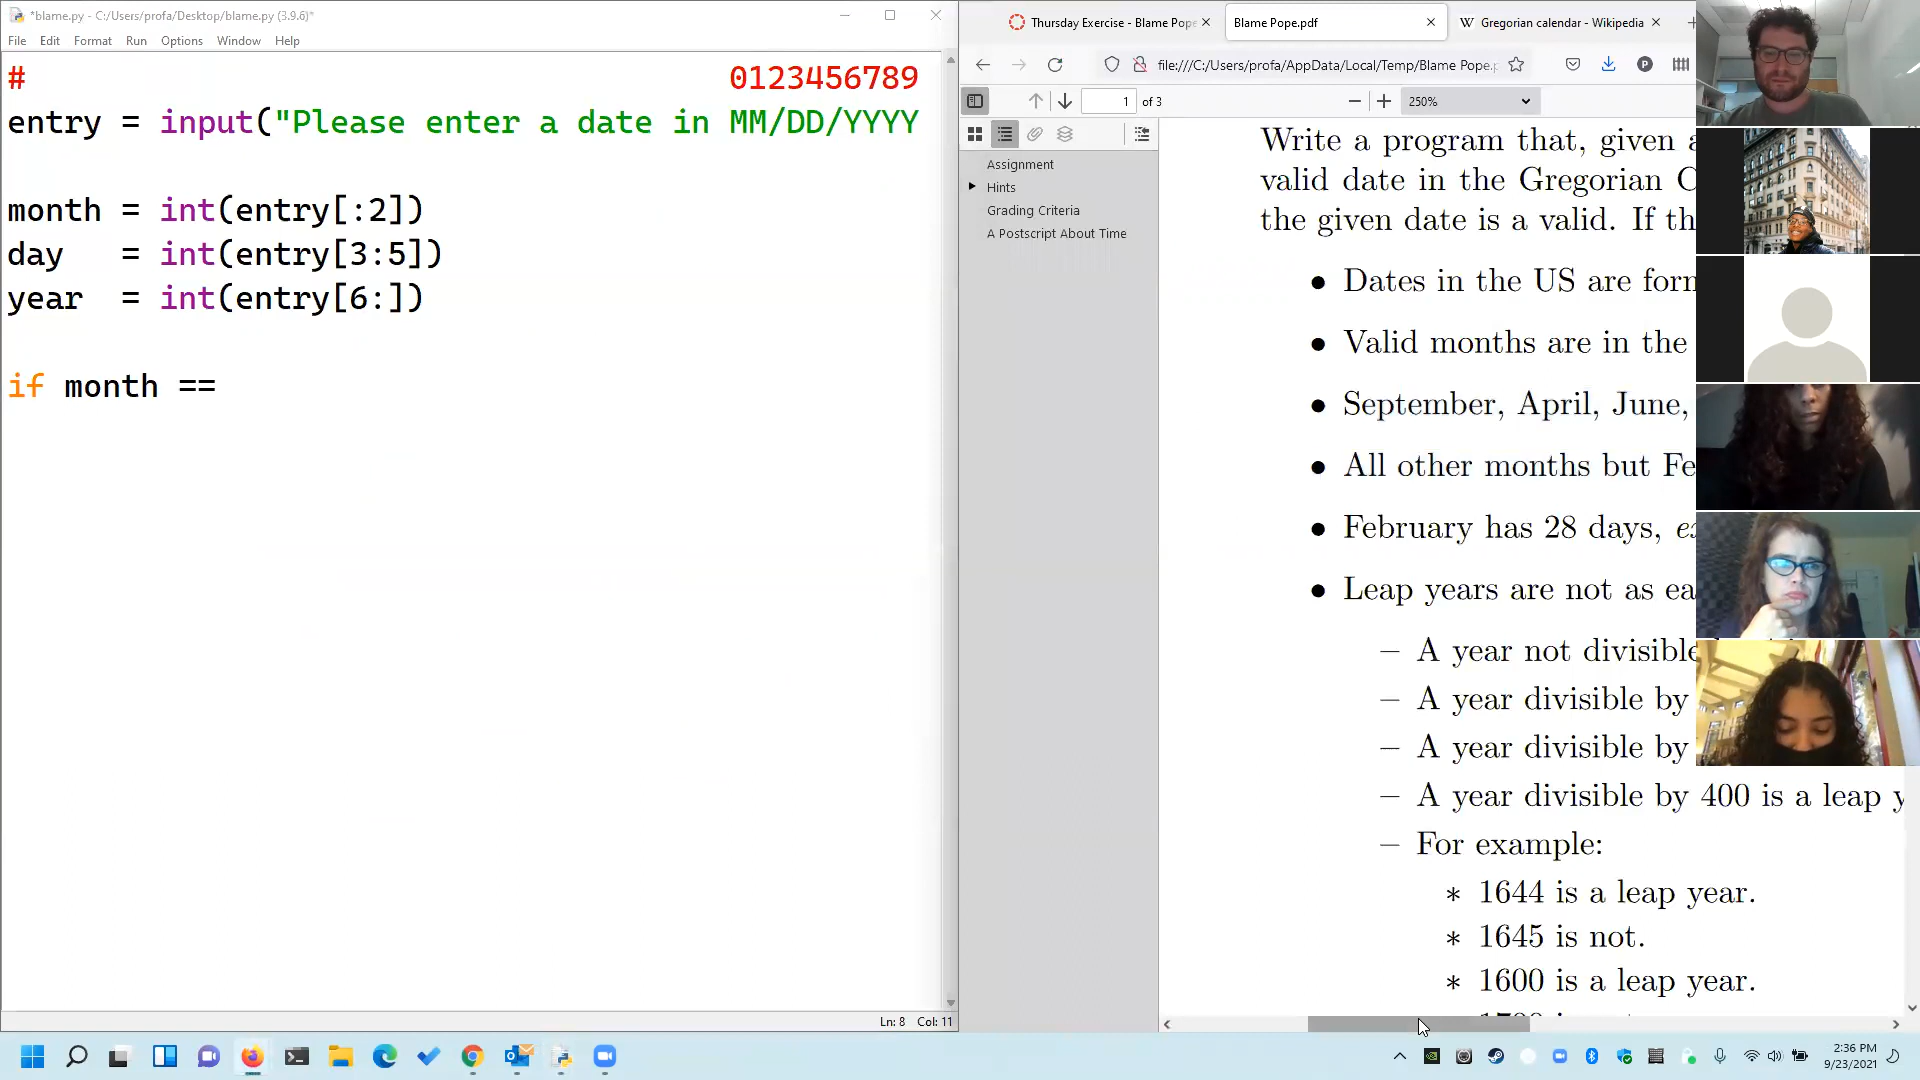 *blame.py - C:/Users/profa/Desktop/blame.py (3.9.6)*
File Edit Format Run Options Window Help
# 0123456789
entry = input("Please enter a date in MM/DD/YYYY
month = int(entry[:2])
day = int(entry[3:5])
year = int(entry[6:])
if month ==
Ln: 8 Col: 11
Thursday Exercise - Blame Pope
Blame Pope.pdf
Gregorian calendar - Wikipedia
file:///C:/Users/profa/AppData/Local/Temp/Blame Pope.p
1 of 3
250%
Assignment
Hints
Grading Criteria
A Postscript About Time
Write a program that, given a
valid date in the Gregorian C
the given date is a valid. If th
• Dates in the US are form
• Valid months are in the
• September, April, June,
• All other months but Fe
• February has 28 days, ex
• Leap years are not as ea
– A year not divisible
– A year divisible by
– A year divisible by
– A year divisible by 400 is a leap y
– For example:
∗ 1644 is a leap year.
∗ 1645 is not.
∗ 1600 is a leap year.
2:36 PM
9/23/2021